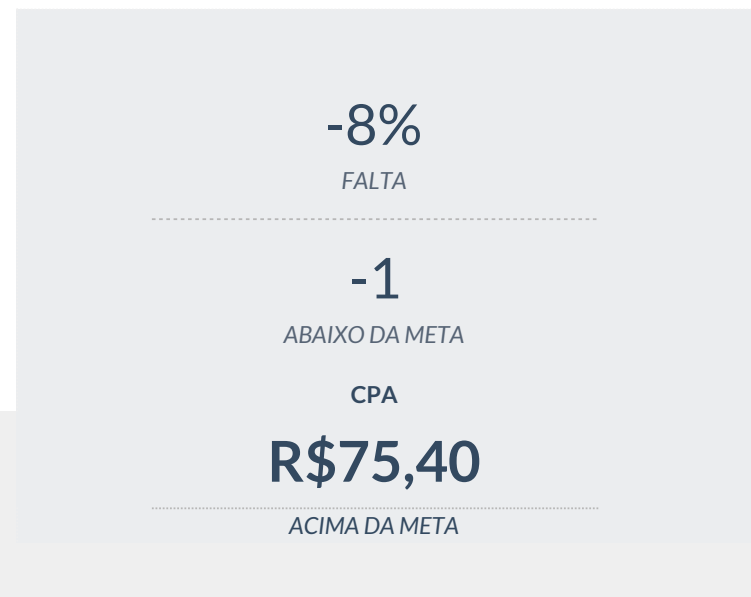 -8%
FALTA
-1
ABAIXO DA META
CPA
R$75,40
ACIMA DA META